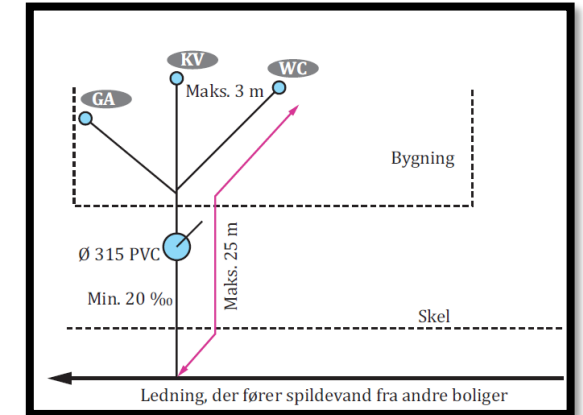 KV
WC
GA
Maks. 3 m
Bygning
Ø 315 PVC
Maks. 25 m
Min. 20 ‰
Skel
Ledning, der fører spildevand fra andre boliger